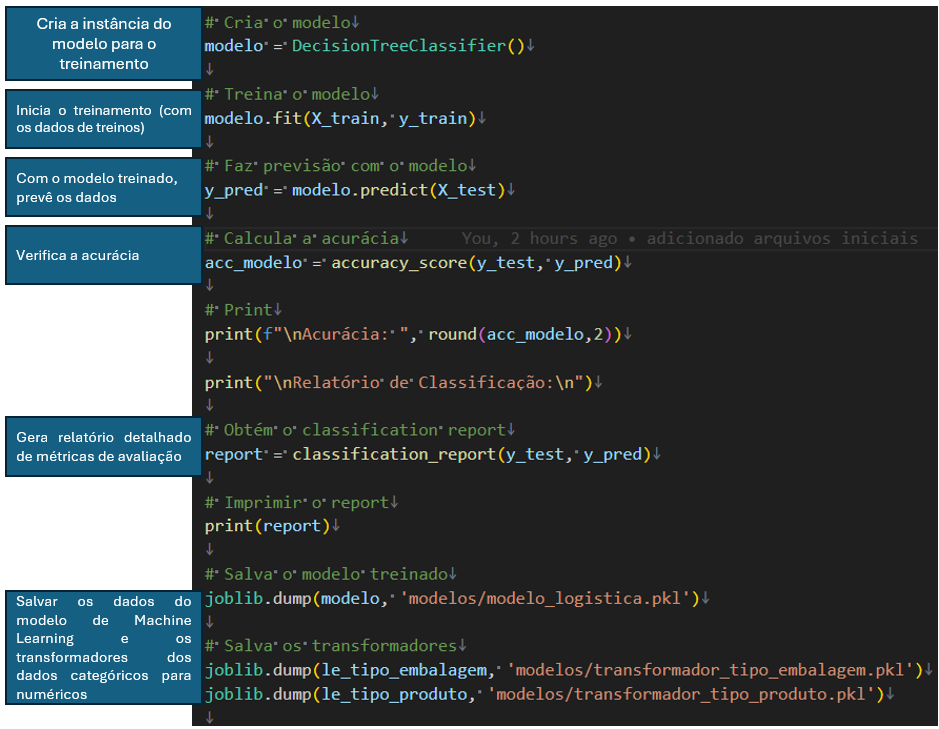 Cria a instância do
modelo para o
treinamento
# Cria o modelo↓
modelo = DecisionTreeClassifier()↓
↓
Inicia o treinamento (com
os dados de treinos)
# Treina o modelo↓
modelo.fit(X_train, y_train)↓
↓
Com o modelo treinado,
prevê os dados
# Faz previsão com o modelo↓
y_pred = modelo.predict(X_test)↓
↓
Verifica a acurácia
# Calcula a acurácia↓ You, 2 hours ago • adicionado arquivos iniciais
acc_modelo = accuracy_score(y_test, y_pred)↓
↓
# Print↓
print(f"\nAcurácia: ", round(acc_modelo,2))↓
↓
print("\nRelatório de Classificação:\n")↓
↓
Gera relatório detalhado
de métricas de avaliação
# Obtém o classification report↓
report = classification_report(y_test, y_pred)↓
↓
# Imprimir o report↓
print(report)↓
↓
# Salva o modelo treinado↓
Salvar os dados do
modelo de Machine
Learning e os
transformadores dos
dados categóricos para
numéricos
joblib.dump(modelo, 'modelos/modelo_logistica.pkl')↓
↓
# Salva os transformadores↓
joblib.dump(le_tipo_embalagem, 'modelos/transformador_tipo_embalagem.pkl')↓
joblib.dump(le_tipo_produto, 'modelos/transformador_tipo_produto.pkl')↓
↓